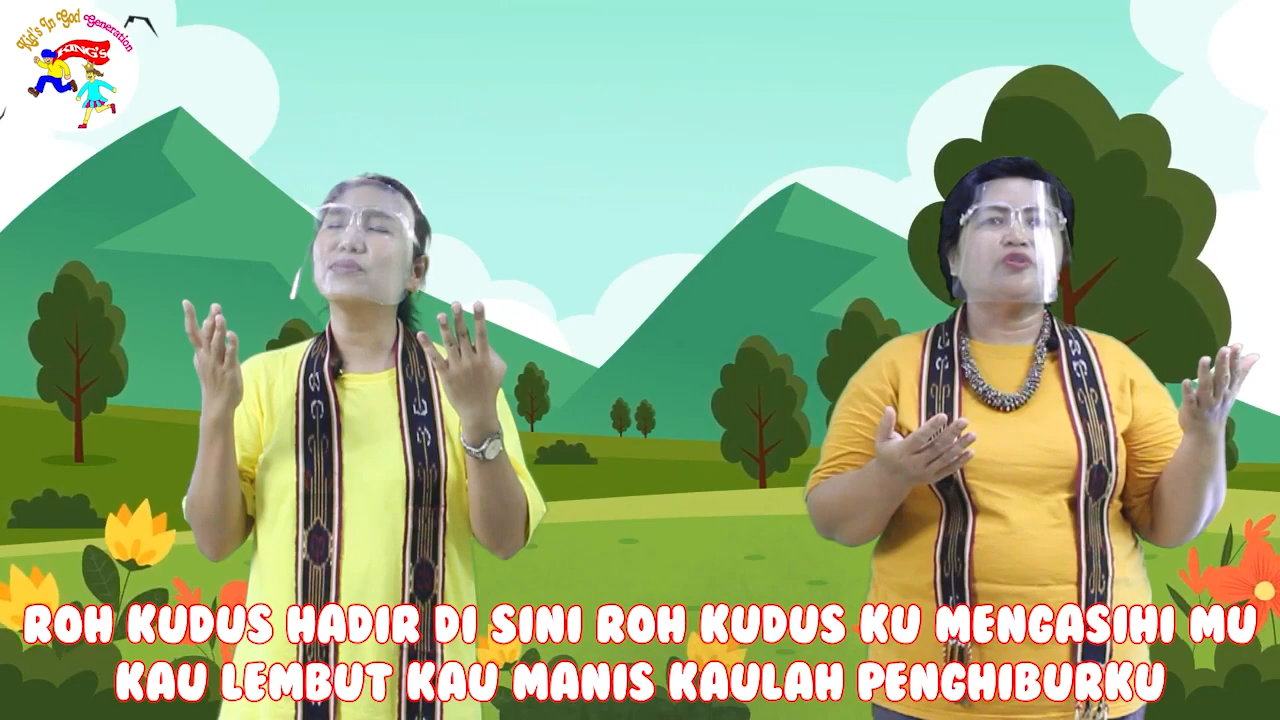 Kid's In God Generation
KING'S
ROH KUDUS HADIR DI SINI ROH KUDUS KU MENGASIHI MU
KAU LEMBUT KAU MANIS KAULAH PENGHIBURKU